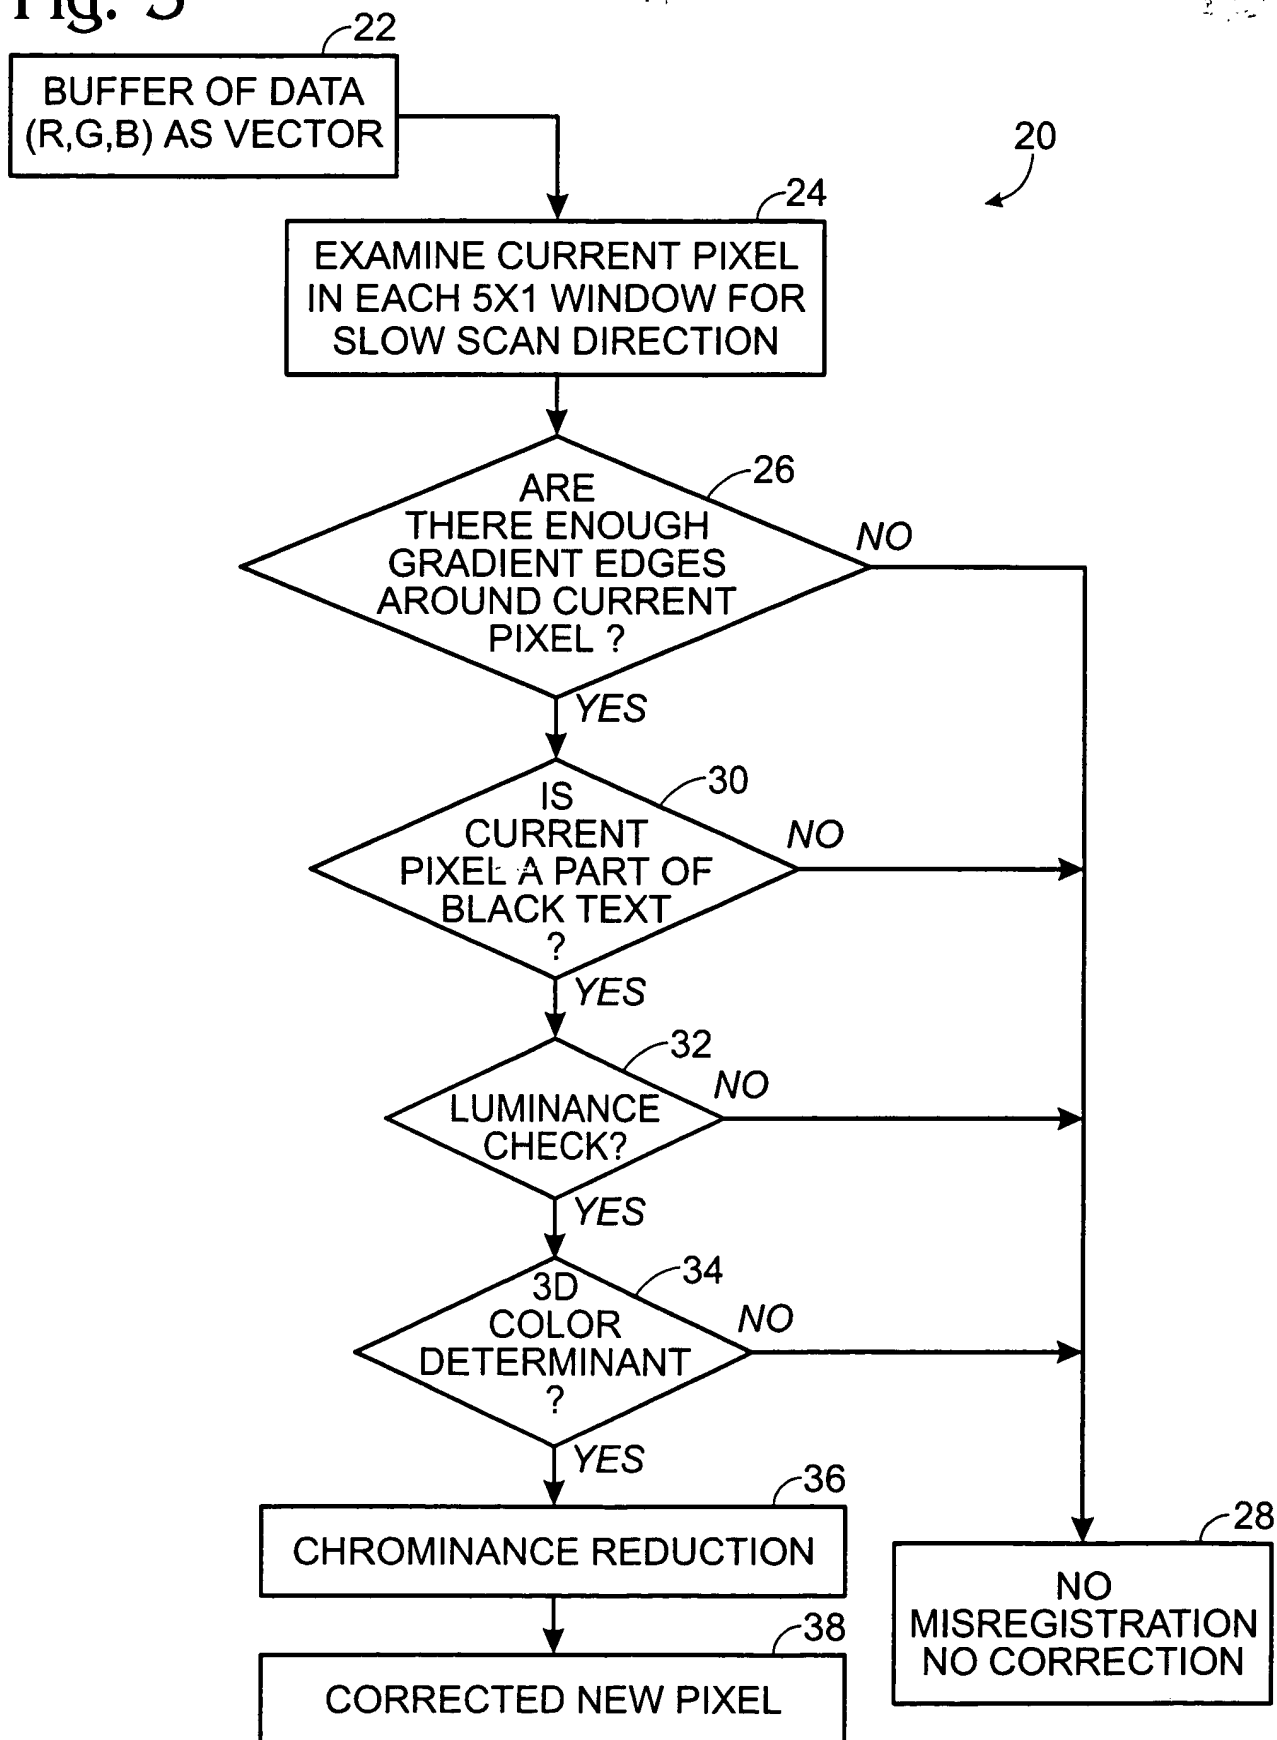 Fig. 3
22
BUFFER OF DATA
(R,G,B) AS VECTOR
20
24
EXAMINE CURRENT PIXEL
IN EACH 5X1 WINDOW FOR
SLOW SCAN DIRECTION
26
ARE
THERE ENOUGH
GRADIENT EDGES
AROUND CURRENT
PIXEL ?
NO
YES
30
IS
CURRENT
PIXEL A PART OF
BLACK TEXT
?
NO
YES
32
LUMINANCE
CHECK?
NO
YES
34
3D
COLOR
DETERMINANT
?
NO
YES
36
CHROMINANCE REDUCTION
28
NO
MISREGISTRATION
NO CORRECTION
38
CORRECTED NEW PIXEL